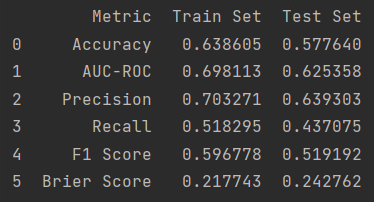 Metric Train Set Test Set
0 Accuracy 0.638605 0.577640
1 AUC-ROC 0.698113 0.625358
2 Precision 0.703271 0.639303
3 Recall 0.518295 0.437075
4 F1 Score 0.596778 0.519192
5 Brier Score 0.217743 0.242762